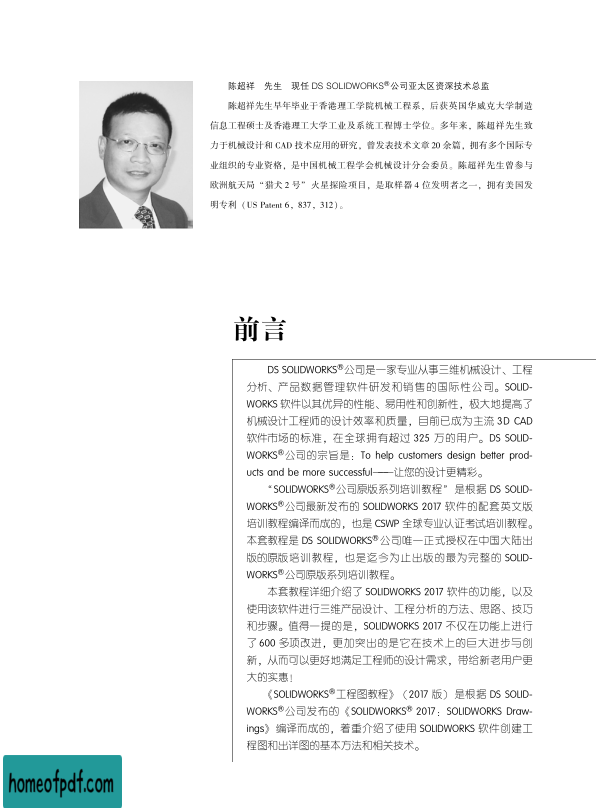 陈超祥　先生　现任 DS SOLIDWORKS®公司亚太区资深技术总监
陈超祥先生早年毕业于香港理工学院机械工程系，后获英国华威克大学制造
信息工程硕士及香港理工大学工业及系统工程博士学位。多年来，陈超祥先生致
力于机械设计和 CAD 技术应用的研究，曾发表技术文章 20 余篇，拥有多个国际专
业组织的专业资格，是中国机械工程学会机械设计分会委员。陈超祥先生曾参与
欧洲航天局“猎犬 2 号”火星探险项目，是取样器 4 位发明者之一，拥有美国发
明专利（US Patent 6，837，312）。
前言
DS SOLIDWORKS®公司是一家专业从事三维机械设计、工程
分析、产品数据管理软件研发和销售的国际性公司。SOLID-
WORKS 软件以其优异的性能、易用性和创新性，极大地提高了
机械设计工程师的设计效率和质量，目前已成为主流 3D CAD
软件市场的标准，在全球拥有超过 325 万的用户。DS SOLID-
WORKS®公司的宗旨是：To help customers design better prod-
ucts and be more successful——让您的设计更精彩。
“SOLIDWORKS®公司原版系列培训教程”是根据 DS SOLID-
WORKS®公司最新发布的 SOLIDWORKS 2017 软件的配套英文版
培训教程编译而成的，也是 CSWP 全球专业认证考试培训教程。
本套教程是 DS SOLIDWORKS®公司唯一正式授权在中国大陆出
版的原版培训教程，也是迄今为止出版的最为完整的 SOLID-
WORKS®公司原版系列培训教程。
本套教程详细介绍了 SOLIDWORKS 2017 软件的功能，以及
使用该软件进行三维产品设计、工程分析的方法、思路、技巧
和步骤。值得一提的是，SOLIDWORKS 2017 不仅在功能上进行
了 600 多项改进，更加突出的是它在技术上的巨大进步与创
新，从而可以更好地满足工程师的设计需求，带给新老用户更
大的实惠！
《SOLIDWORKS®工程图教程》（2017 版）是根据 DS SOLID-
WORKS®公司发布的《SOLIDWORKS® 2017：SOLIDWORKS Draw-
ings》编译而成的，着重介绍了使用 SOLIDWORKS 软件创建工
程图和出详图的基本方法和相关技术。
homeofpdf.com